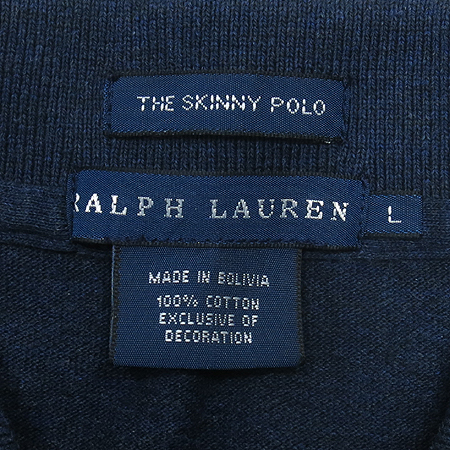 THE SKINNY POLO
RALPH LAUREN L
MADE IN BOLIVIA
100% COTTON
EXCLUSIVE OF
DECORATION